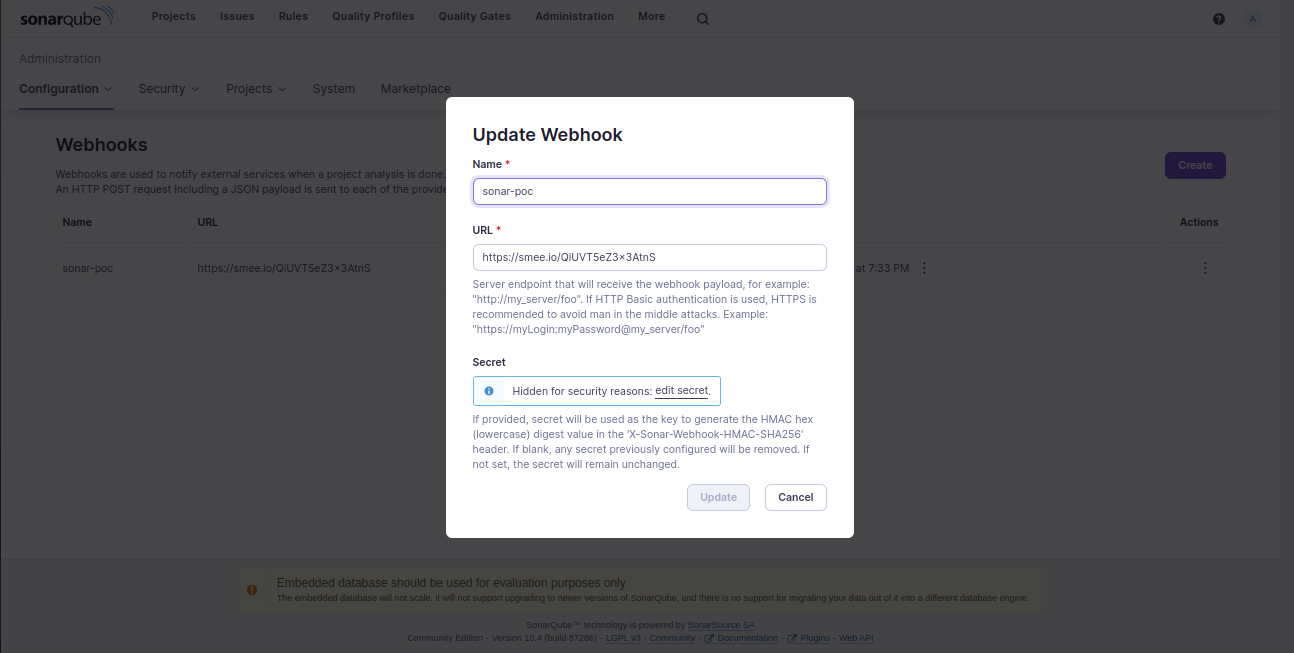 sonarqube Projects Issues Rules Quality Profiles Quality Gates Administration More ? A
Administration
Configuration Security Projects System Marketplace
Webhooks
Create
Webhooks are used to notify external services when a project analysis is done.
An HTTP POST request including a JSON payload is sent to each of the provide
Name URL Actions
sonar-poc https://smee.io/QiUVT5eZ3×3AtnS at 7:33 PM
Update Webhook
Name *
sonar-poc
URL *
https://smee.io/QiUVT5eZ3×3AtnS
Server endpoint that will receive the webhook payload, for example:
"http://my_server/foo". If HTTP Basic authentication is used, HTTPS is
recommended to avoid man in the middle attacks. Example:
"https://myLogin:myPassword@my_server/foo"
Secret
Hidden for security reasons: edit secret.
If provided, secret will be used as the key to generate the HMAC hex
(lowercase) digest value in the 'X-Sonar-Webhook-HMAC-SHA256'
header. If blank, any secret previously configured will be removed. If
not set, the secret will remain unchanged.
Update Cancel
Embedded database should be used for evaluation purposes only
The embedded database will not scale, it will not support upgrading to newer versions of SonarQube, and there is no support for migrating your data out of it into a different database engine.
SonarQube™ technology is powered by SonarSource SA
Community Edition - Version 10.4 (build 87286) - LGPL v3 - Community - Documentation - Plugins - Web API